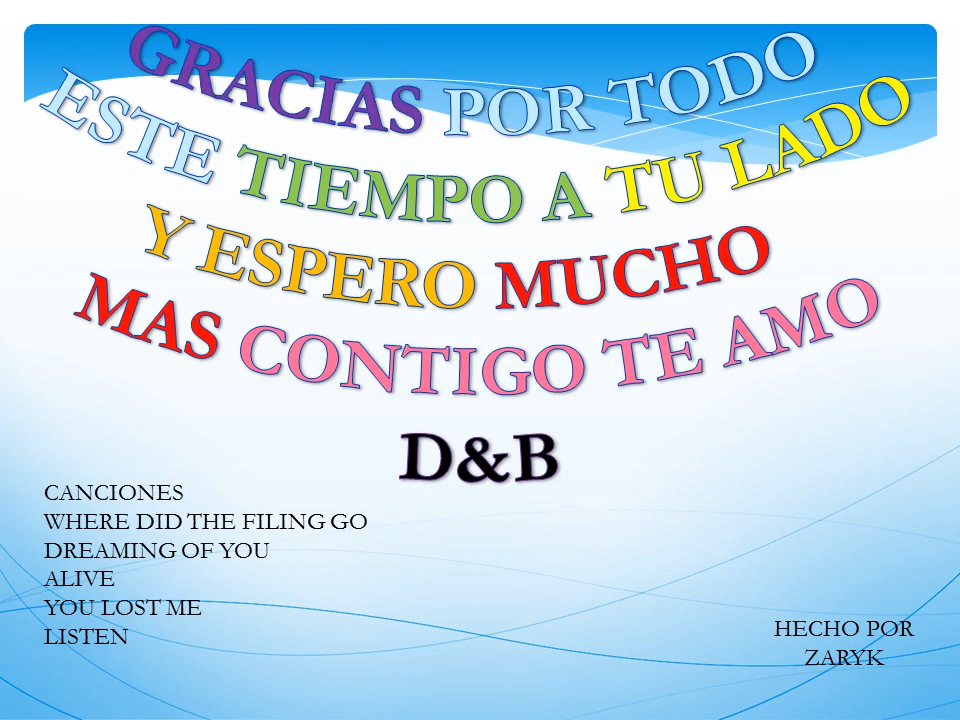 GRACIAS POR TODO
ESTE TIEMPO A TU LADO
Y ESPERO MUCHO
MAS CONTIGO TE AMO
D&B
CANCIONES
WHERE DID THE FILING GO
DREAMING OF YOU
ALIVE
YOU LOST ME
LISTEN
HECHO POR
ZARYK